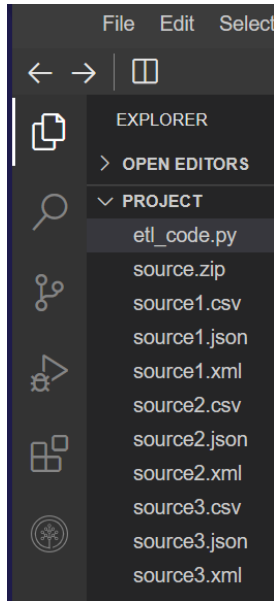 File Edit Select
EXPLORER
OPEN EDITORS
PROJECT
etl_code.py
source.zip
source1.csv
source1.json
source1.xml
source2.csv
source2.json
source2.xml
source3.csv
source3.json
source3.xml